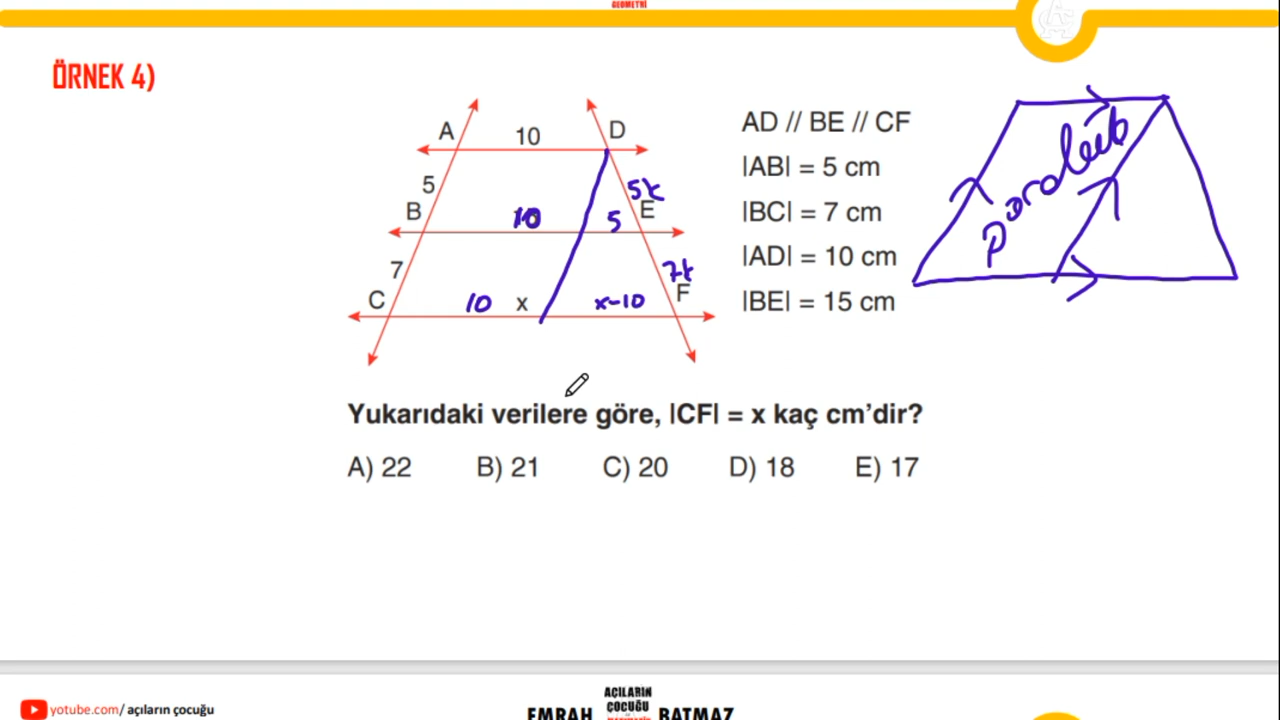 GEOMETRİ
ÖRNEK 4)
A 10 D
5 5k
B 10 5 E
7 7k
C 10 x x-10 F
AD // BE // CF
|AB| = 5 cm
|BC| = 7 cm
|AD| = 10 cm
|BE| = 15 cm
Yukarıdaki verilere göre, |CF| = x kaç cm'dir?
A) 22 B) 21 C) 20 D) 18 E) 17
yotube.com/ açıların çocuğu
AÇILARIN
ÇOCUĞU
EMRAH BATMAZ